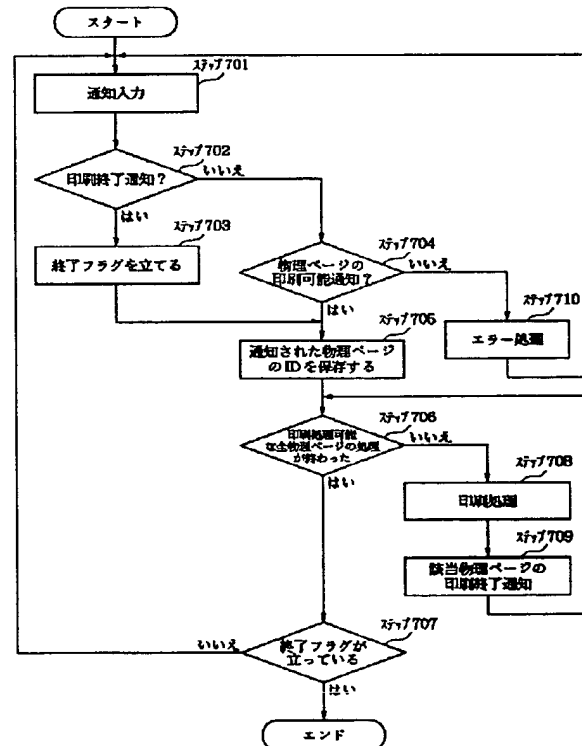 スタート
ステップ701
通知入力
ステップ702
印刷終了通知？
いいえ
はい
ステップ703
終了フラグを立てる
ステップ704
物理ページの
印刷可能通知？
いいえ
はい
ステップ710
エラー処理
ステップ705
通知された物理ページ
のIDを保存する
ステップ706
印刷処理可能
な全物理ページの処理
が終わった
いいえ
はい
ステップ708
印刷処理
ステップ709
該当物理ページの
印刷終了通知
ステップ707
終了フラグが
立っている
いいえ
はい
エンド